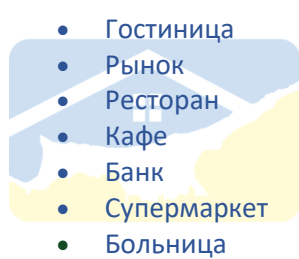 • Гостиница
• Рынок
• Ресторан
• Кафе
• Банк
• Супермаркет
• Больница